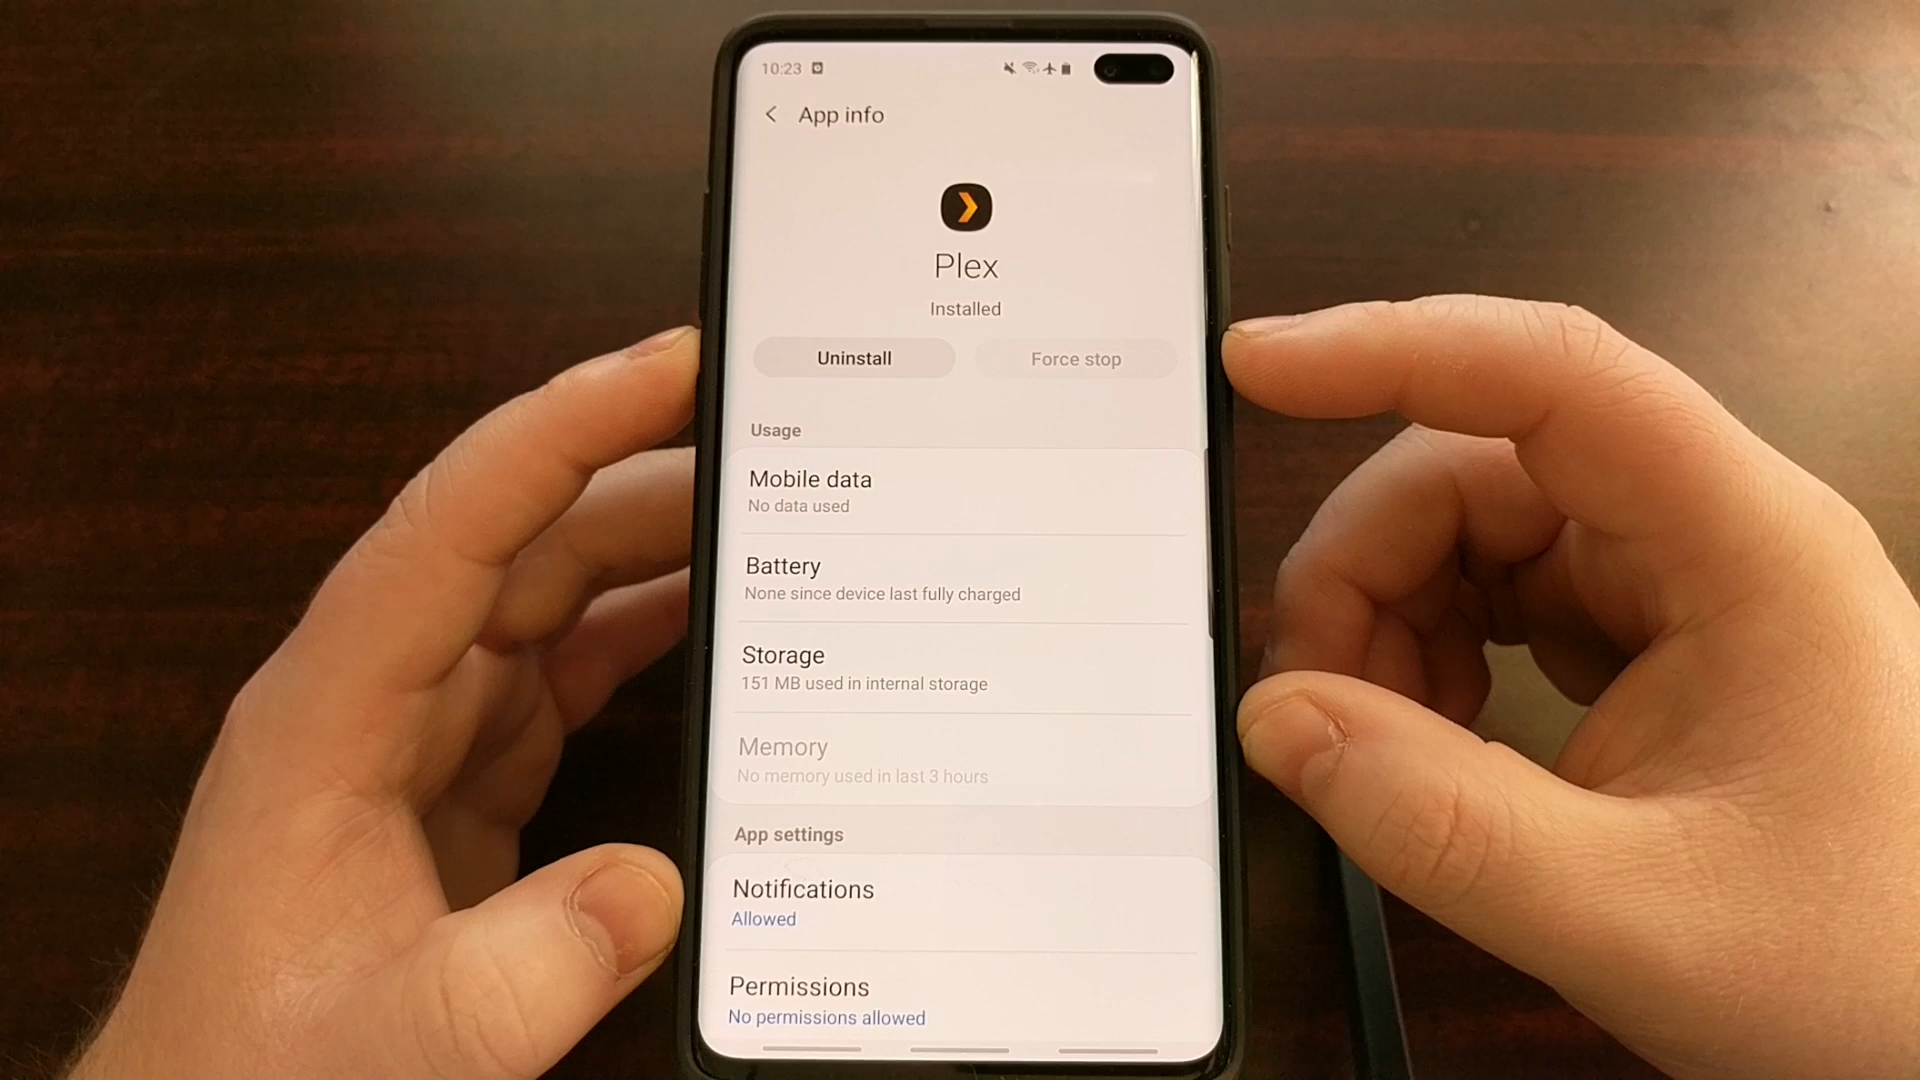 10:23
App info
Plex
Installed
Uninstall
Force stop
Usage
Mobile data
No data used
Battery
None since device last fully charged
Storage
151 MB used in internal storage
Memory
No memory used in last 3 hours
App settings
Notifications
Allowed
Permissions
No permissions allowed